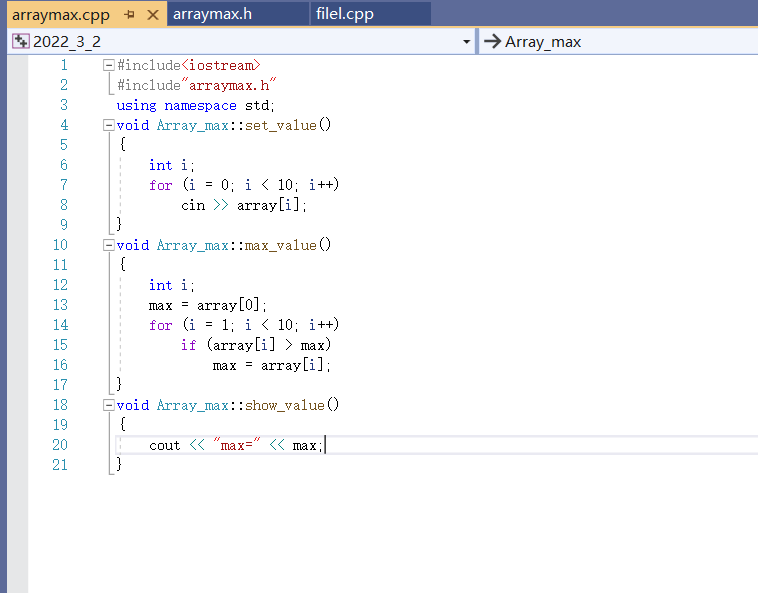 arraymax.cpp arraymax.h filel.cpp
2022_3_2 Array_max
1 #include<iostream>
2 #include"arraymax.h"
3 using namespace std;
4 void Array_max::set_value()
5 {
6 int i;
7 for (i = 0; i < 10; i++)
8 cin >> array[i];
9 }
10 void Array_max::max_value()
11 {
12 int i;
13 max = array[0];
14 for (i = 1; i < 10; i++)
15 if (array[i] > max)
16 max = array[i];
17 }
18 void Array_max::show_value()
19 {
20 cout << "max=" << max;
21 }